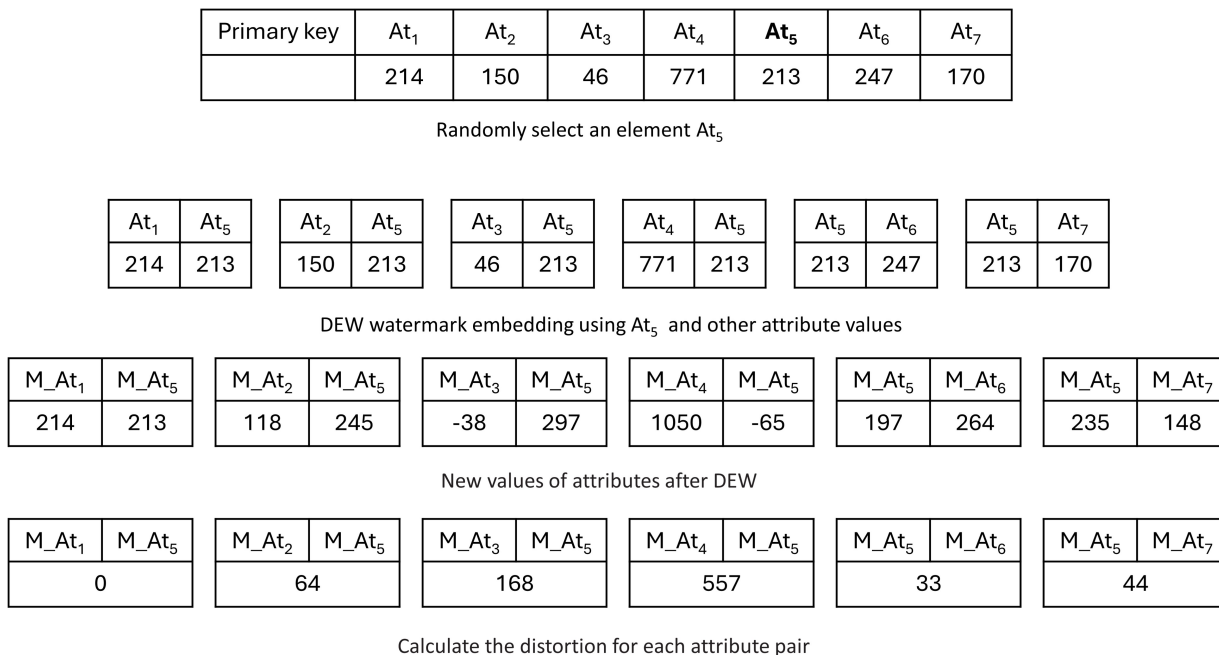 Primary key At₁ At₂ At₃ At₄ At₅ At₆ At₇
214 150 46 771 213 247 170
Randomly select an element At₅
At₁ At₅ At₂ At₅ At₃ At₅ At₄ At₅ At₅ At₆ At₅ At₇
214 213 150 213 46 213 771 213 213 247 213 170
DEW watermark embedding using At₅ and other attribute values
M_At₁ M_At₅ M_At₂ M_At₅ M_At₃ M_At₅ M_At₄ M_At₅ M_At₅ M_At₆ M_At₅ M_At₇
214 213 118 245 -38 297 1050 -65 197 264 235 148
New values of attributes after DEW
M_At₁ M_At₅ M_At₂ M_At₅ M_At₃ M_At₅ M_At₄ M_At₅ M_At₅ M_At₆ M_At₅ M_At₇
0 64 168 557 33 44
Calculate the distortion for each attribute pair